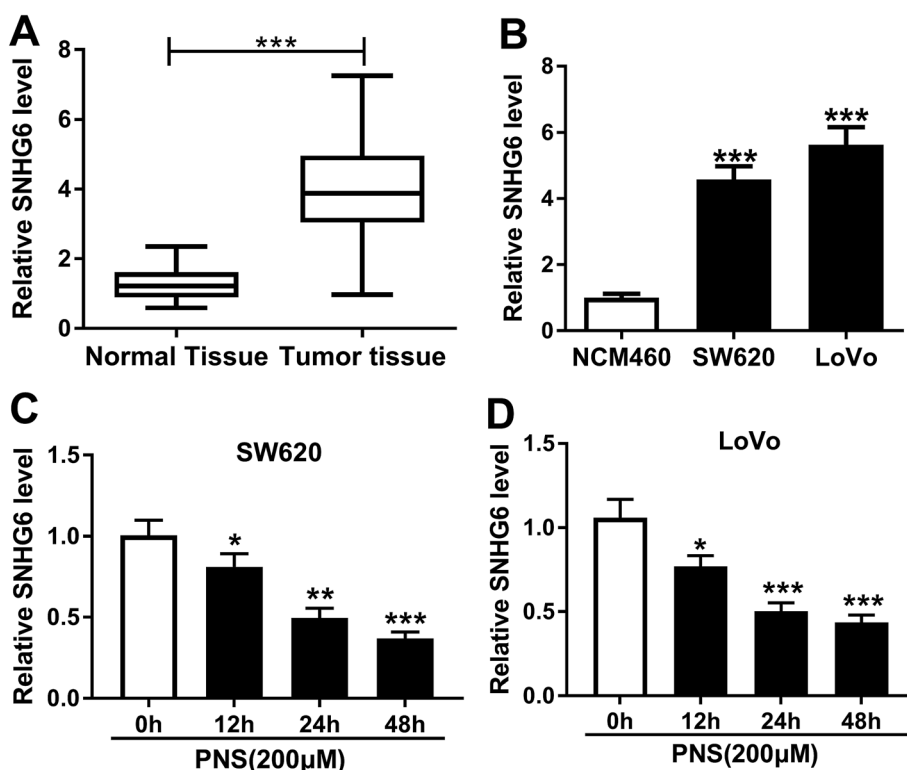 A
Relative SNHG6 level
8
6
4
2
0
***
Normal Tissue
Tumor tissue
B
Relative SNHG6 level
8
6
4
2
0
***
***
NCM460
SW620
LoVo
C
SW620
Relative SNHG6 level
1.5
1.0
0.5
0.0
*
**
***
0h
12h
24h
48h
PNS(200μM)
D
LoVo
Relative SNHG6 level
1.5
1.0
0.5
0.0
*
***
***
0h
12h
24h
48h
PNS(200μM)